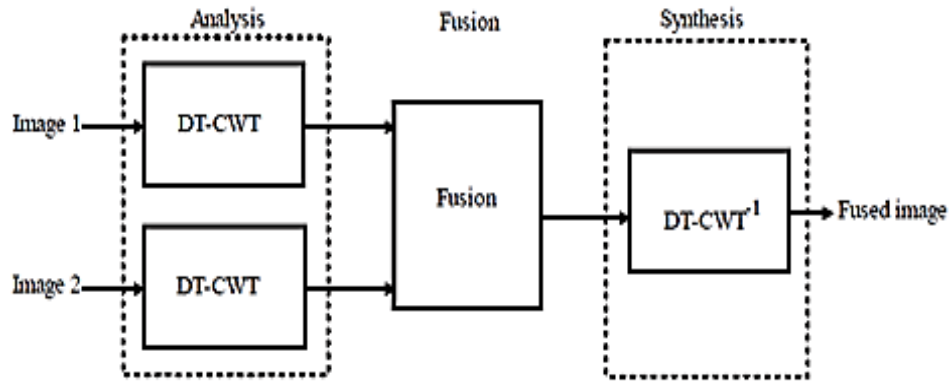 Analysis
Fusion
Synthesis
Image 1
DT-CWT
Fusion
DT-CWT-1
Fused image
Image 2
DT-CWT